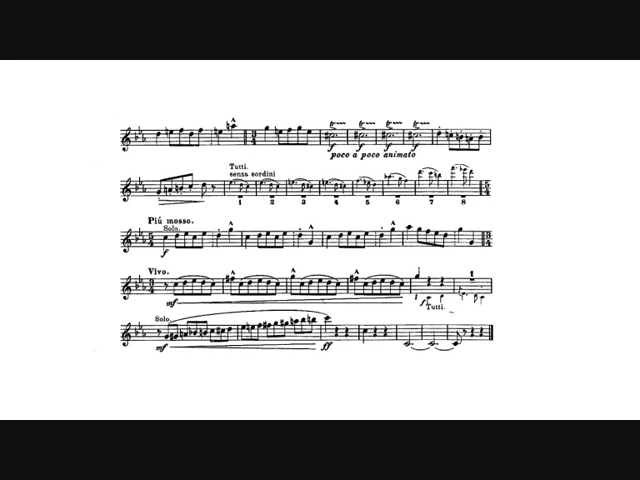 f f f f
poco a poco animato
Tutti.
senza sordini
1 2 3 4 5 6 7 8
Più mosso.
Solo.
f
Vivo.
1
mf
f Tutti.
Solo.
mf ff